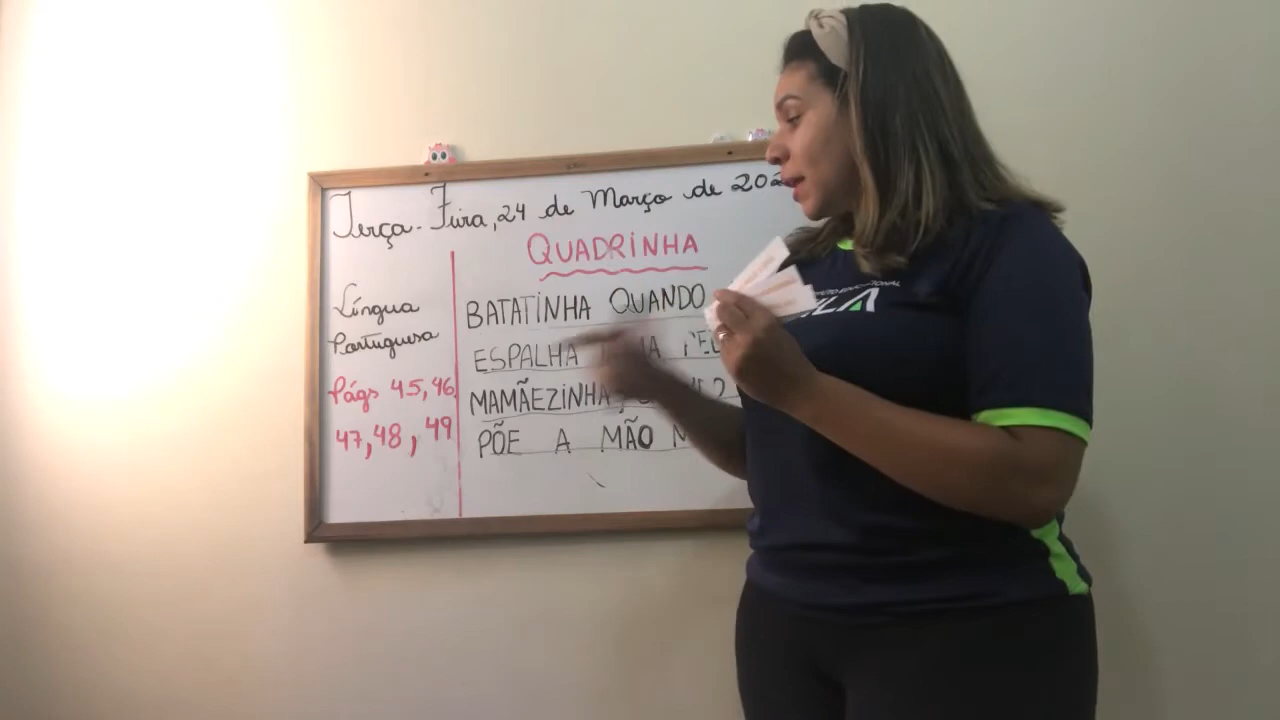 Terça-Feira, 24 de Março de 202
QUADRINHA
Língua
Portuguesa
Págs 45,46,
47,48, 49
BATATINHA QUANDO
ESPALHA
MAMÃEZINHA
PÕE A MÃO N